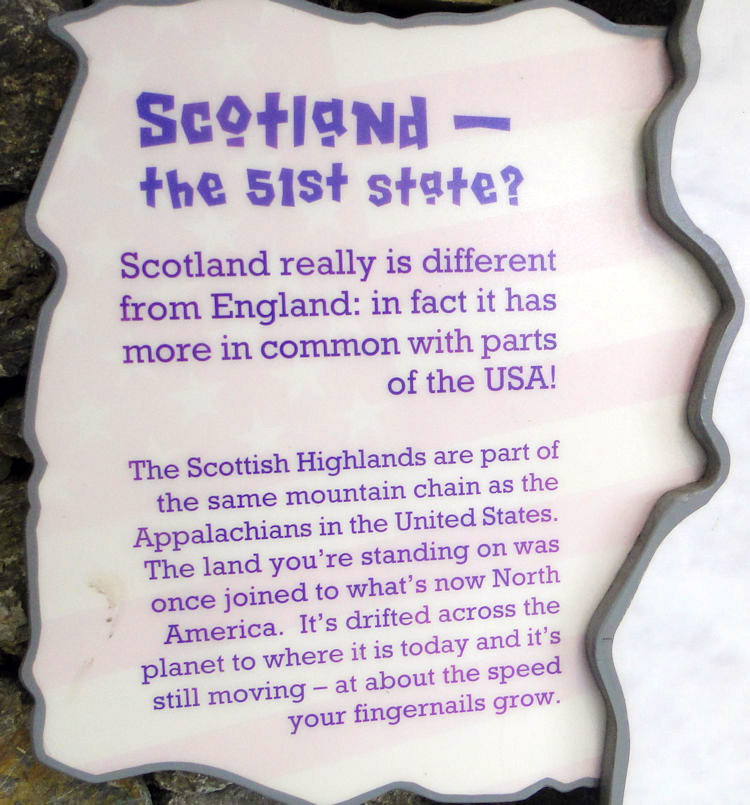 Scotland –
the 51st state?
Scotland really is different
from England: in fact it has
more in common with parts
of the USA!
The Scottish Highlands are part of
the same mountain chain as the
Appalachians in the United States.
The land you're standing on was
once joined to what's now North
America. It's drifted across the
planet to where it is today and it's
still moving – at about the speed
your fingernails grow.